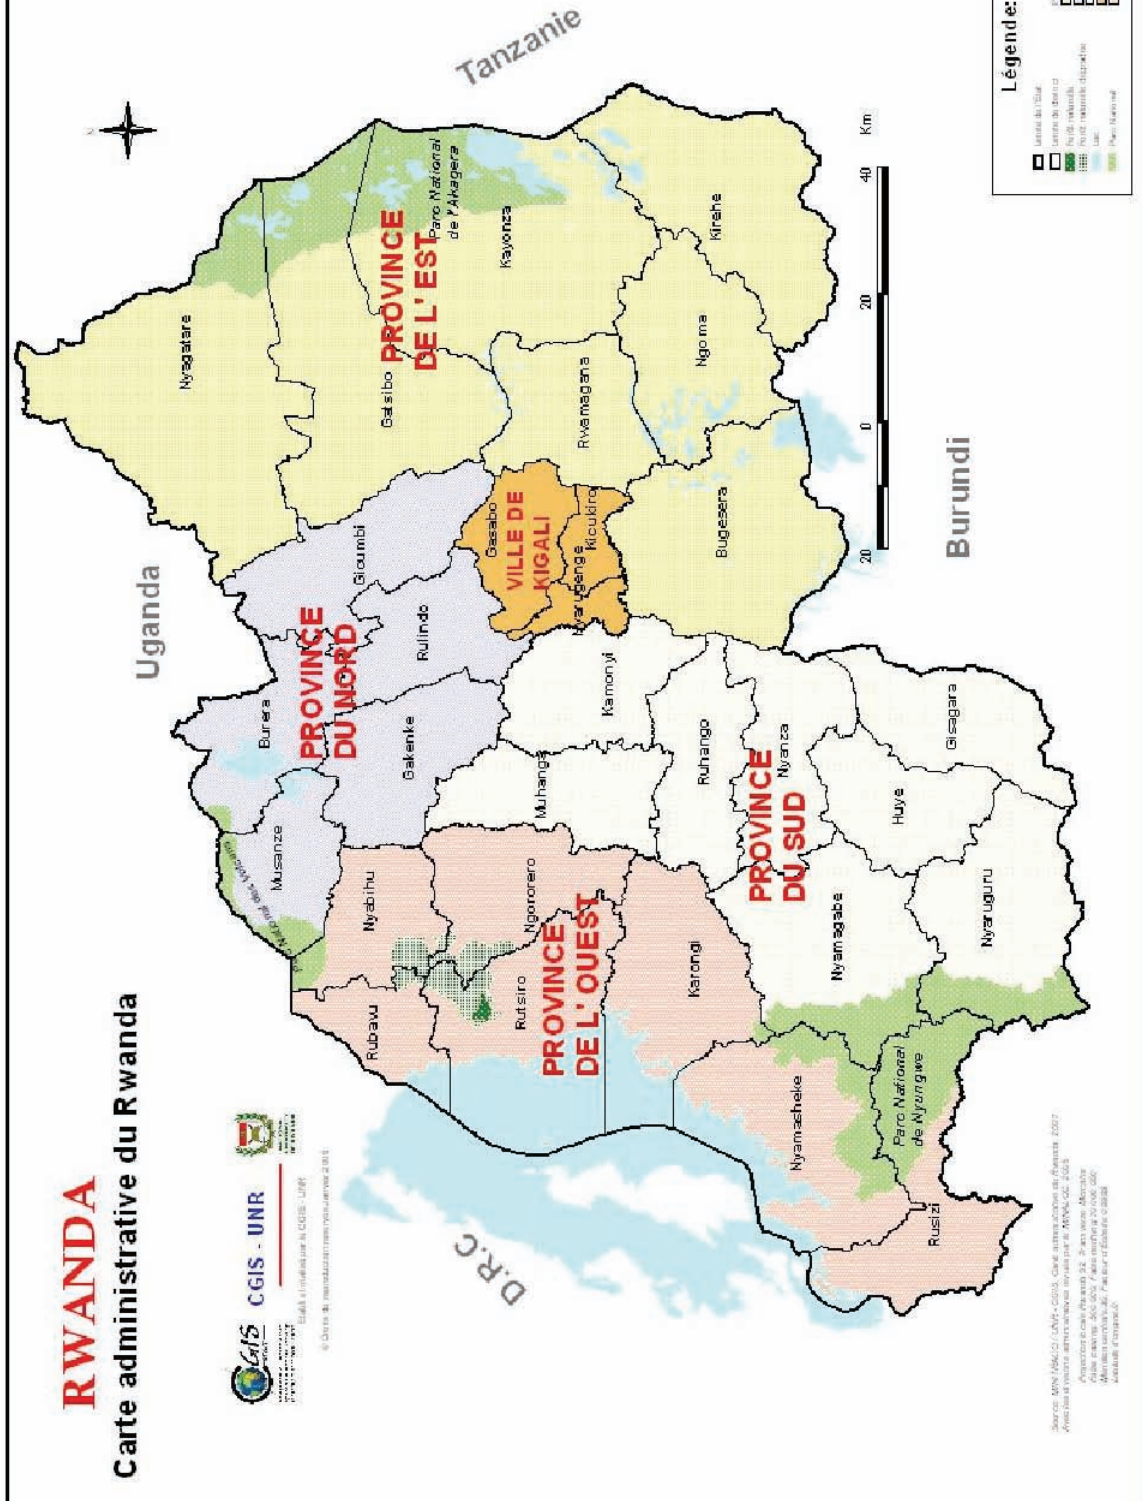 RWANDA
Carte administrative du Rwanda
CGIS
CGIS - UNR
Uganda
Tanzanie
Burundi
D.R.C
PROVINCE
DU NORD
PROVINCE
DE L' EST
VILLE DE
KIGALI
PROVINCE
DE L' OUEST
PROVINCE
DU SUD
Nyagatare
Gatsibo
Parc National
de l'Akagera
Kayonza
Kirehe
Ngoma
Rwamagana
Bugesera
Gicumbi
Rulindo
Burera
Gakenke
Musanze
Gasabo
Nyarugenge
Kicukiro
Kamonyi
Muhanga
Ruhango
Nyanza
Gisagara
Huye
Nyamagabe
Nyaruguru
Nyabihu
Ngororero
Rubavu
Rutsiro
Karongi
Nyamasheke
Parc National
de Nyungwe
Rusizi
20 0 20 40 Km
Légende: